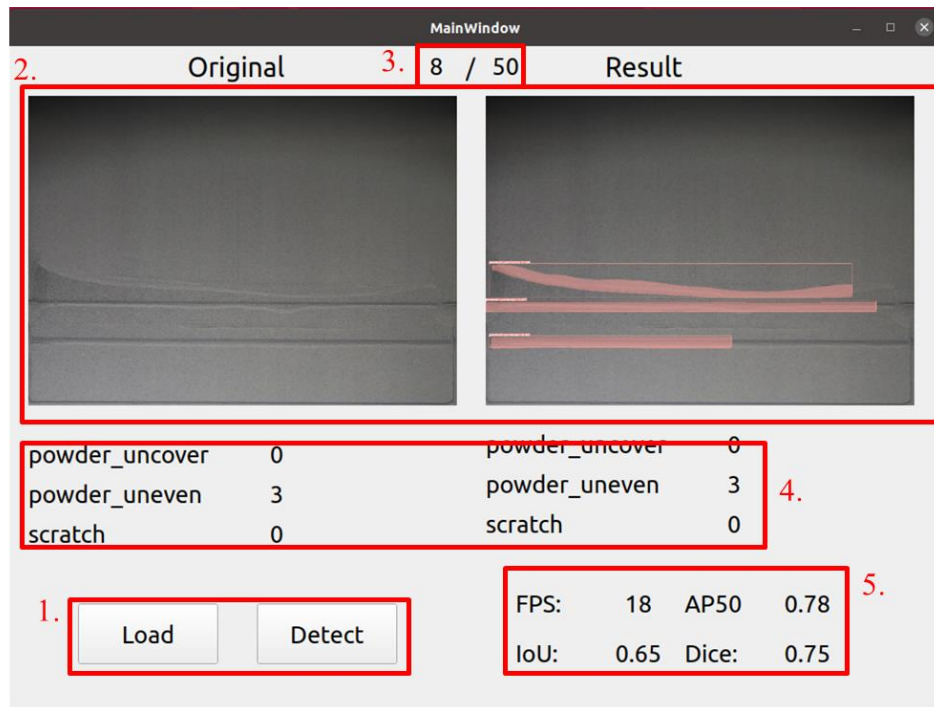 MainWindow
2. Original 3. 8 / 50 Result
powder_uncover 0 powder_uncover 0
powder_uneven 3 powder_uneven 3 4.
scratch 0 scratch 0
1. Load Detect
FPS: 18 AP50 0.78 5.
IoU: 0.65 Dice: 0.75